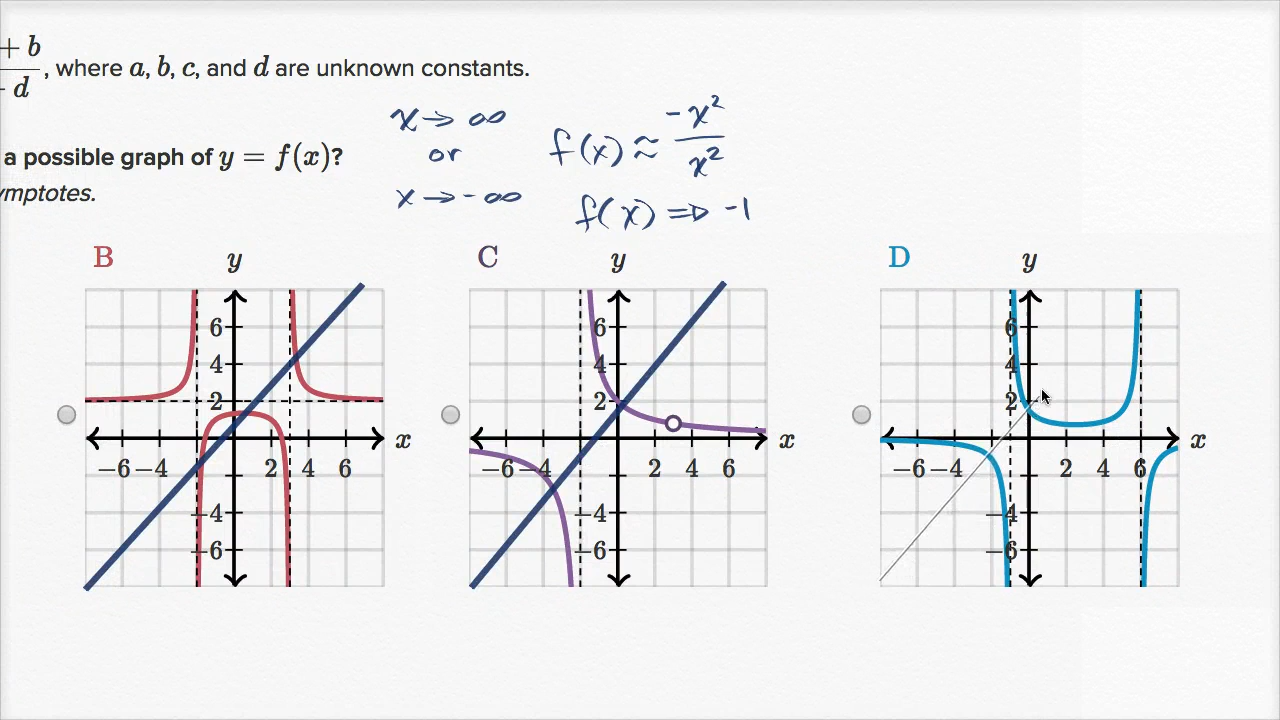 + b
, where a, b, c, and d are unknown constants.
- d
x → ∞
or
x → -∞
f(x) ≈ -x² / x²
f(x) ⇒ -1
a possible graph of y = f(x)?
mptotes.
B
y
6
4
2
-6 -4 2 4 6
x
-4
-6
C
y
6
4
2
-6 -4 2 4 6
x
-4
-6
D
y
6
4
2
-6 -4 2 4 6
x
-4
-6